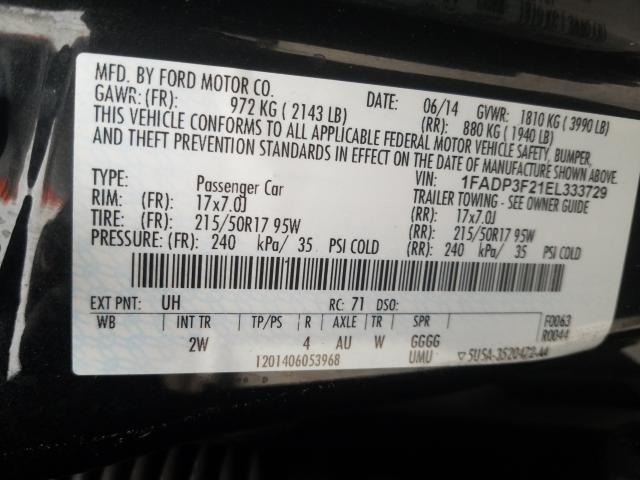 MFD. BY FORD MOTOR CO. DATE: 06/14 GVWR: 1810 KG (3990 LB)
GAWR: (FR): 972 KG (2143 LB) (RR): 880 KG (1940 LB)
THIS VEHICLE CONFORMS TO ALL APPLICABLE FEDERAL MOTOR VEHICLE SAFETY, BUMPER,
AND THEFT PREVENTION STANDARDS IN EFFECT ON THE DATE OF MANUFACTURE SHOWN ABOVE.
VIN: 1FADP3F21EL333729
Passenger Car TRAILER TOWING - SEE OWNER GUIDE
RIM: (FR): 17x7.0J (RR): 17x7.0J
TIRE: (FR): 215/50R17 95W (RR): 215/50R17 95W
PRESSURE: (FR): 240 kPa/ 35 PSI COLD (RR): 240 kPa/ 35 PSI COLD
EXT PNT: UH RC: 71 DSO: F0063
WB INT TR TP/PS R AXLE TR SPR R0044
2W 4 AU W GGGG
1201406053968 UMU ▽5U5A-3520472-AA